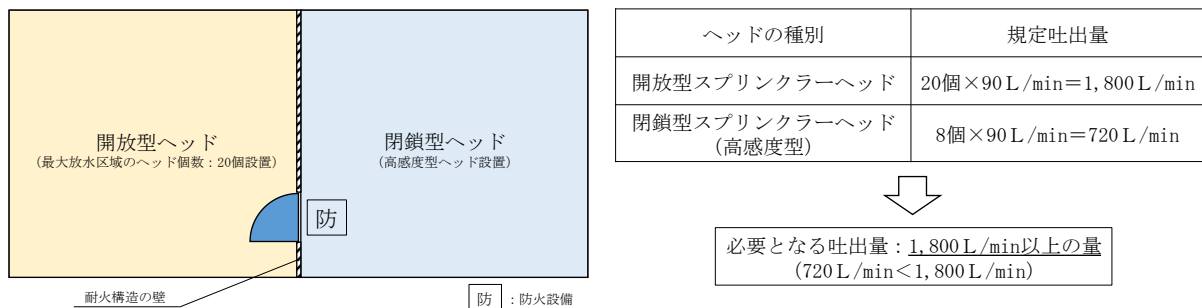 開放型ヘッド
(最大放水区域のヘッド個数：20個設置)
閉鎖型ヘッド
(高感度型ヘッド設置)
防
耐火構造の壁
防 ：防火設備
ヘッドの種別 規定吐出量
開放型スプリンクラーヘッド 20個×90Ｌ/min＝1,800Ｌ/min
閉鎖型スプリンクラーヘッド
(高感度型) 8個×90Ｌ/min＝720Ｌ/min
必要となる吐出量：1,800Ｌ/min以上の量
(720Ｌ/min＜1,800Ｌ/min)